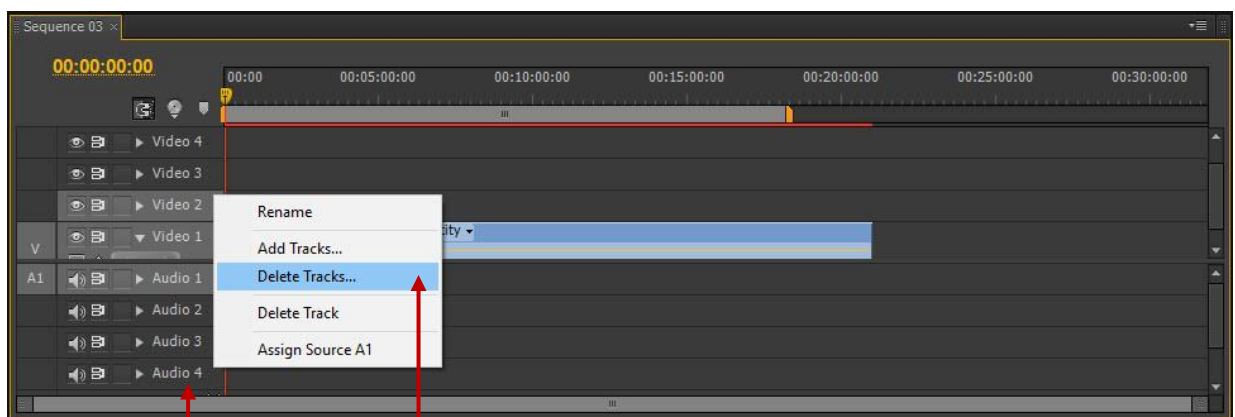 Sequence 03 ×
00:00:00:00
00:00 00:05:00:00 00:10:00:00 00:15:00:00 00:20:00:00 00:25:00:00 00:30:00:00
Video 4
Video 3
Video 2
V Video 1
A1 Audio 1
Audio 2
Audio 3
Audio 4
Rename
Add Tracks...
Delete Tracks...
Delete Track
Assign Source A1
city